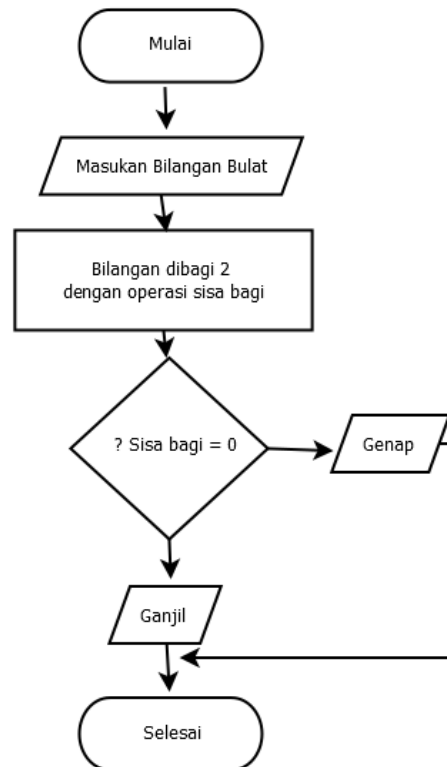 Mulai
Masukan Bilangan Bulat
Bilangan dibagi 2
dengan operasi sisa bagi
? Sisa bagi = 0
Genap
Ganjil
Selesai